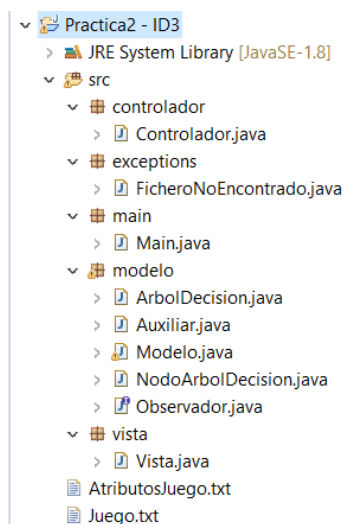 Practica2 - ID3
JRE System Library [JavaSE-1.8]
src
controlador
Controlador.java
exceptions
FicheroNoEncontrado.java
main
Main.java
modelo
ArbolDecision.java
Auxiliar.java
Modelo.java
NodoArbolDecision.java
Observador.java
vista
Vista.java
AtributosJuego.txt
Juego.txt